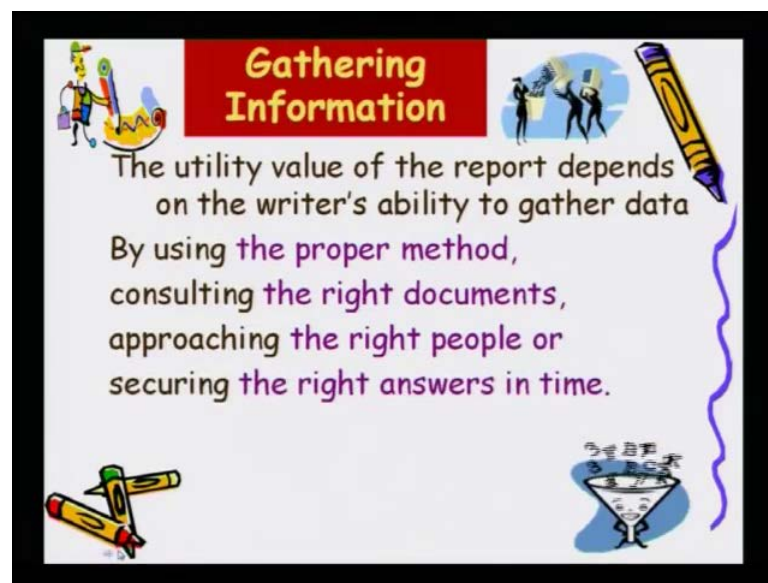 Gathering
Information
The utility value of the report depends
on the writer's ability to gather data
By using the proper method,
consulting the right documents,
approaching the right people or
securing the right answers in time.